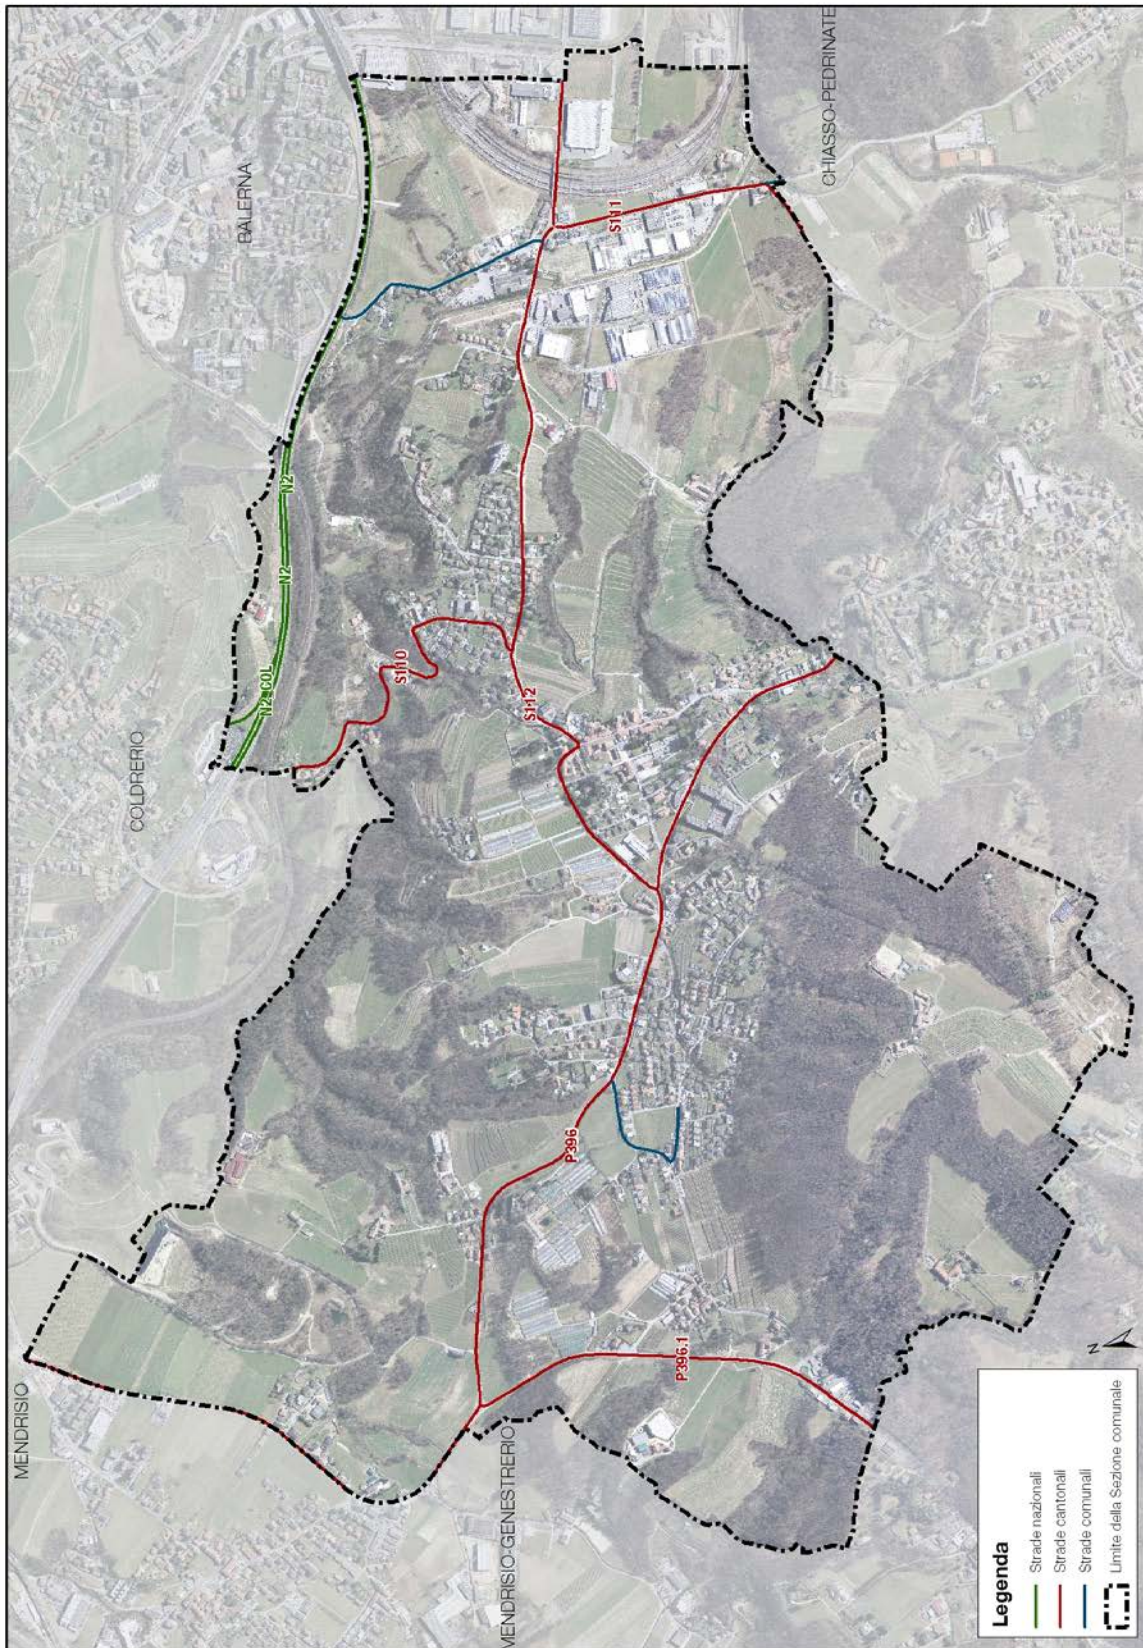 MENDRISIO
COLDRERIO
BALERNA
CHIASSO-PEDRINATE
MENDRISIO-GENESTRERIO
N2 COL
N2
N2
S110
S112
S111
P396
P396.1
N
Legenda
Strade nazionali
Strade cantonali
Strade comunali
Limite della Sezione comunale